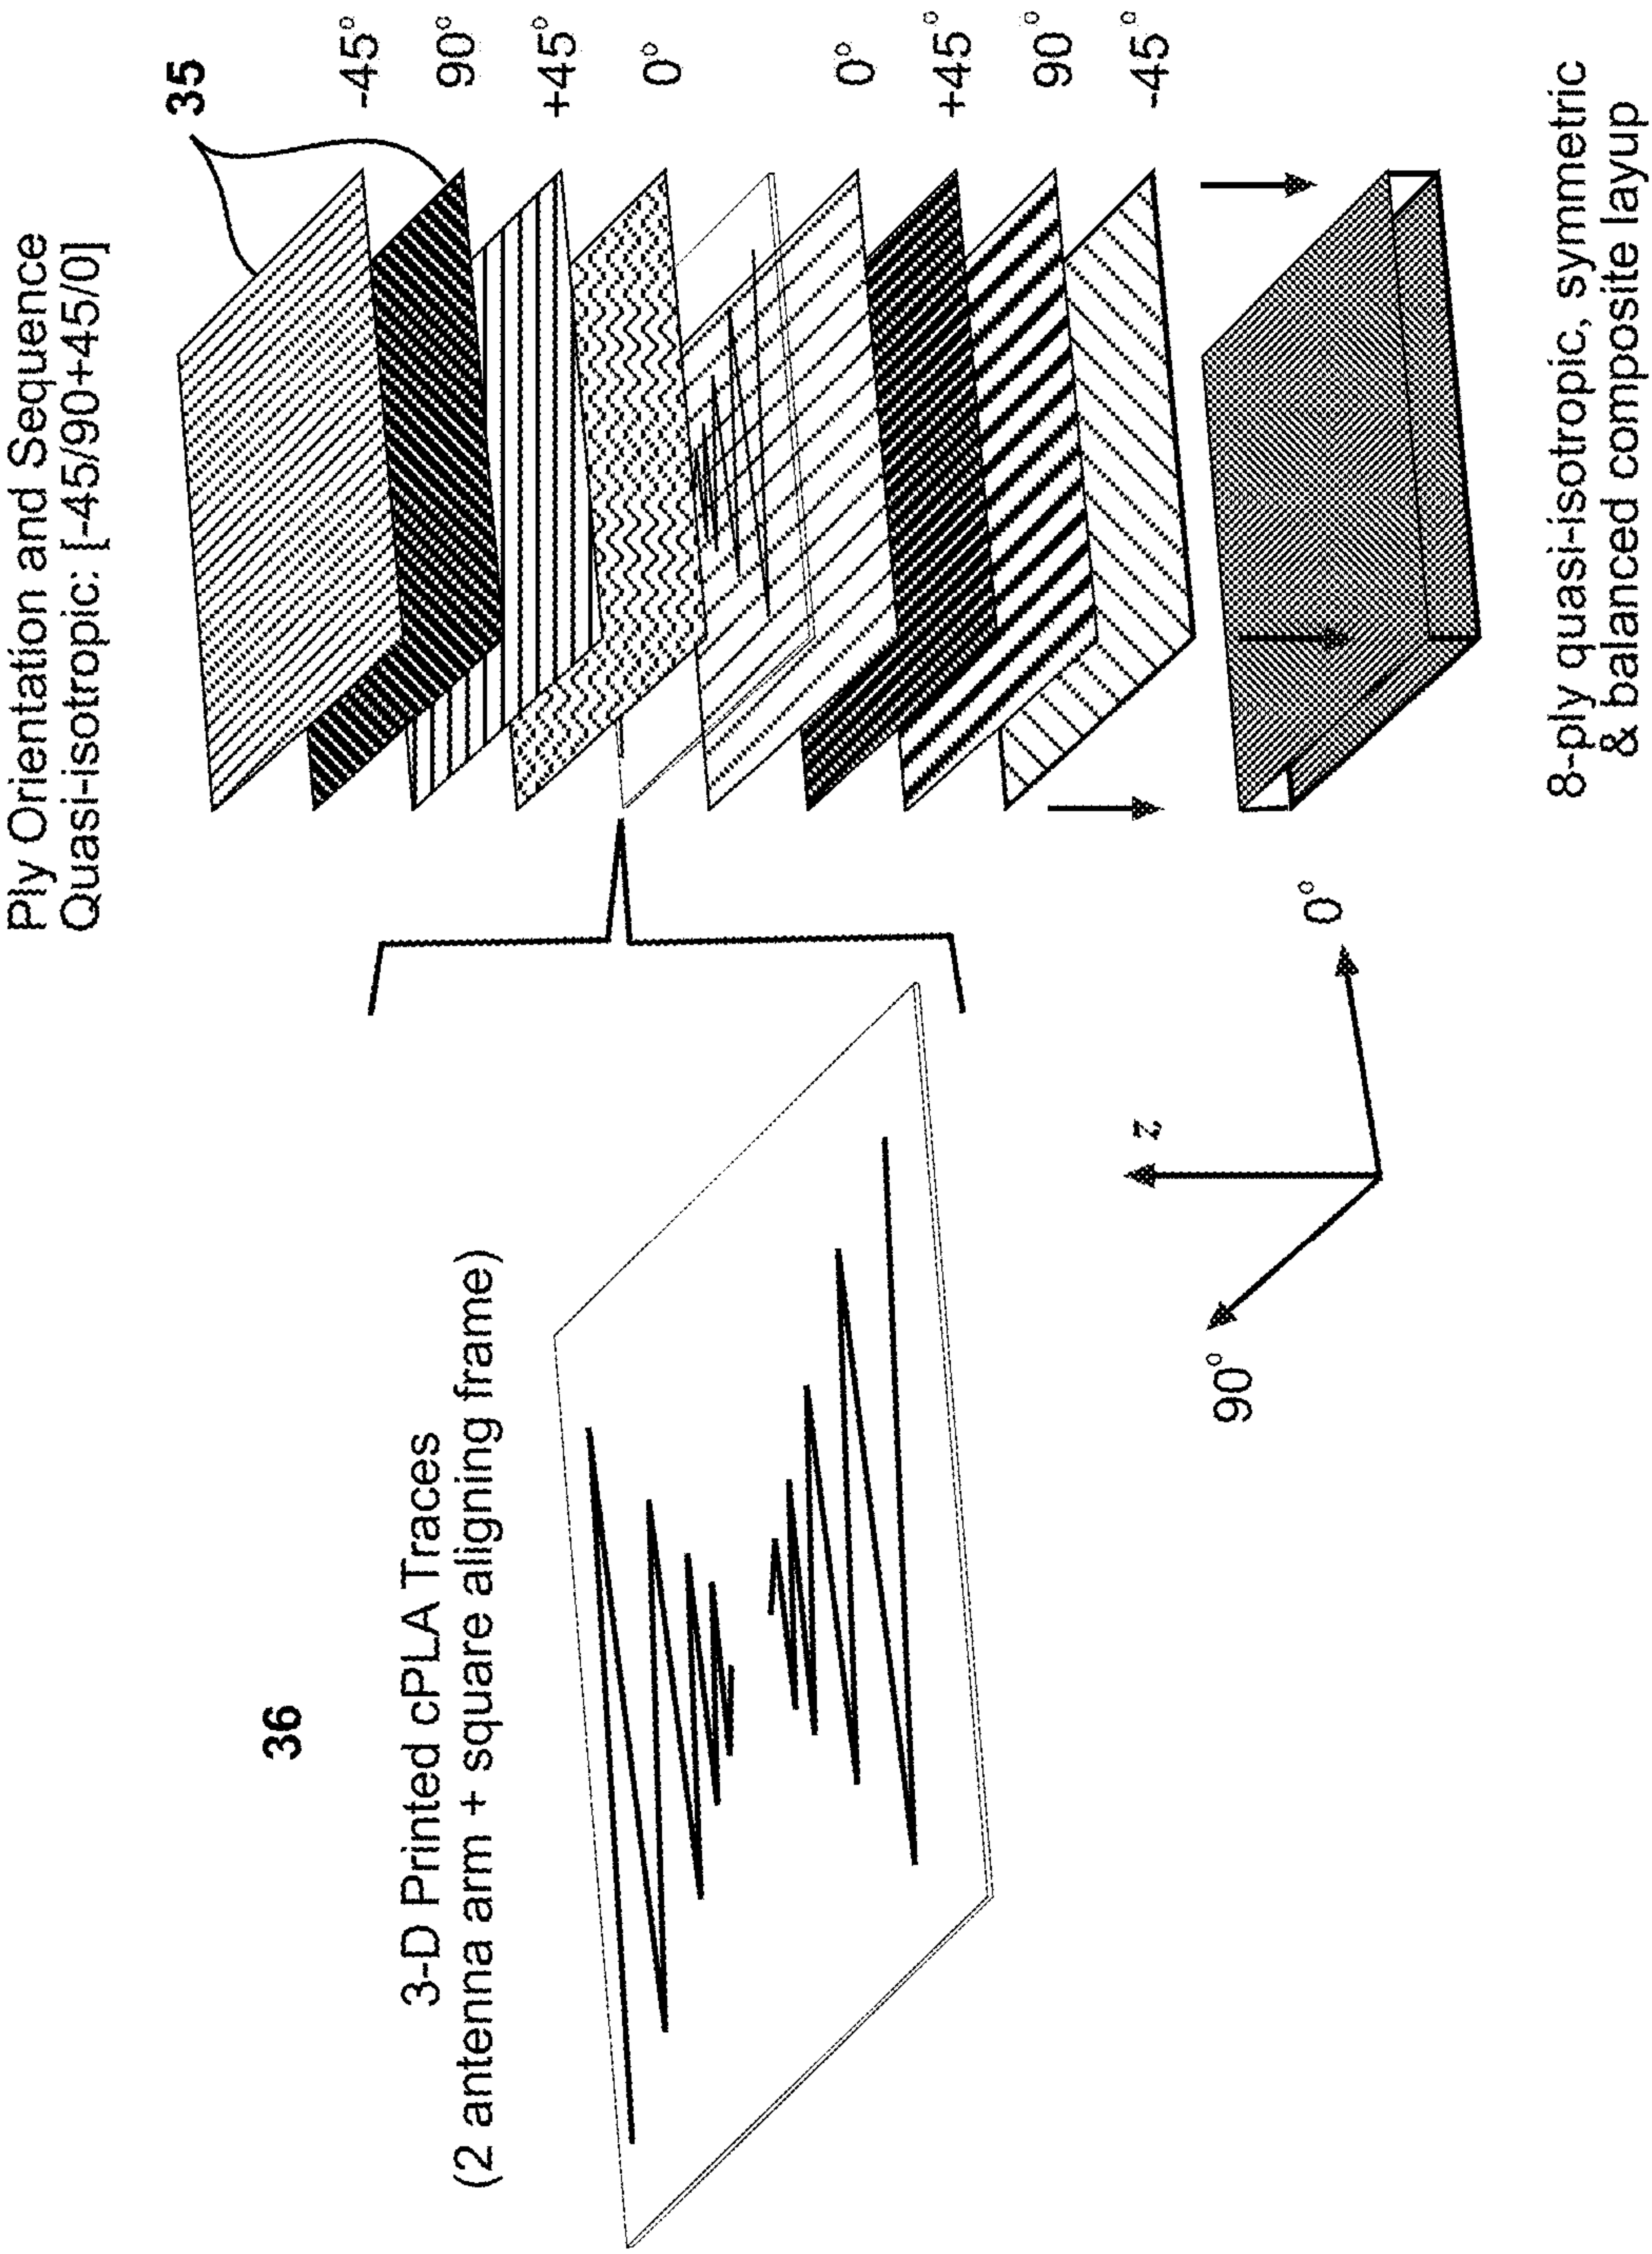 36
3-D Printed cPLA Traces
(2 antenna arm + square aligning frame)
90°
z
0°
Ply Orientation and Sequence
Quasi-isotropic: [-45/90+45/0]
35
-45°
90°
+45°
0°
0°
+45°
90°
-45°
8-ply quasi-isotropic, symmetric
& balanced composite layup